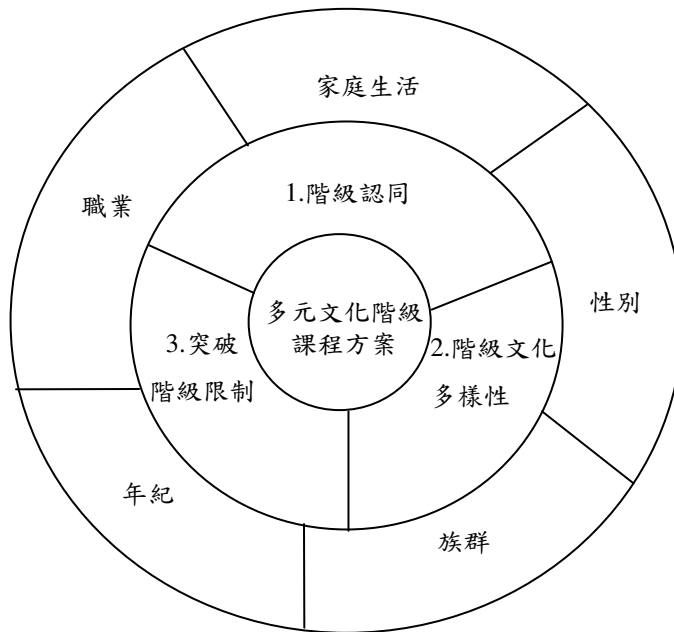 家庭生活
職業
1.階級認同
性別
多元文化階級
課程方案
2.階級文化
多樣性
3.突破
階級限制
年紀
族群